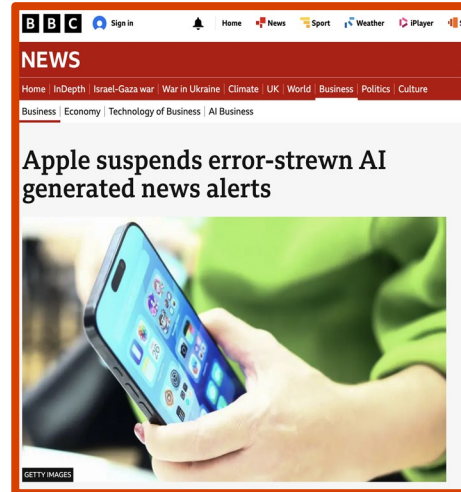 BBC Sign in Home News Sport Weather iPlayer
NEWS
Home InDepth Israel-Gaza war War in Ukraine Climate UK World Business Politics Culture
Business Economy Technology of Business AI Business
Apple suspends error-strewn AI
generated news alerts
GETTY IMAGES